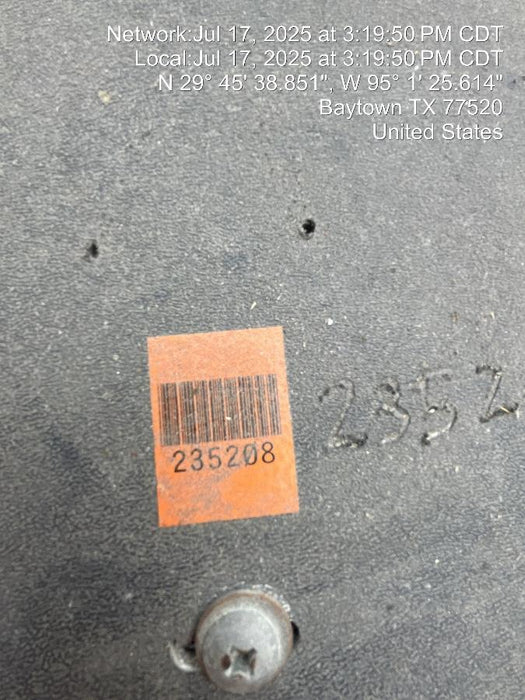 Network:Jul 17, 2025 at 3:19:50 PM CDT
Local:Jul 17, 2025 at 3:19:50 PM CDT
N 29° 45' 38.851", W 95° 1' 25.614"
Baytown TX 77520
United States
235208
2352